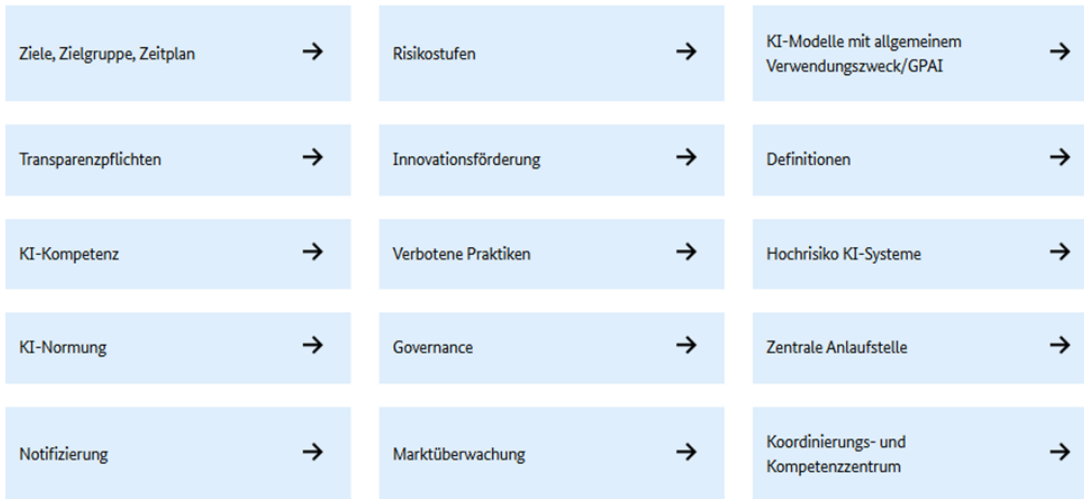 Ziele, Zielgruppe, Zeitplan
Risikostufen
KI-Modelle mit allgemeinem
Verwendungszweck/GPAI
Transparenzpflichten
Innovationsförderung
Definitionen
KI-Kompetenz
Verbotene Praktiken
Hochrisiko KI-Systeme
KI-Normung
Governance
Zentrale Anlaufstelle
Notifizierung
Marktüberwachung
Koordinierungs- und
Kompetenzzentrum